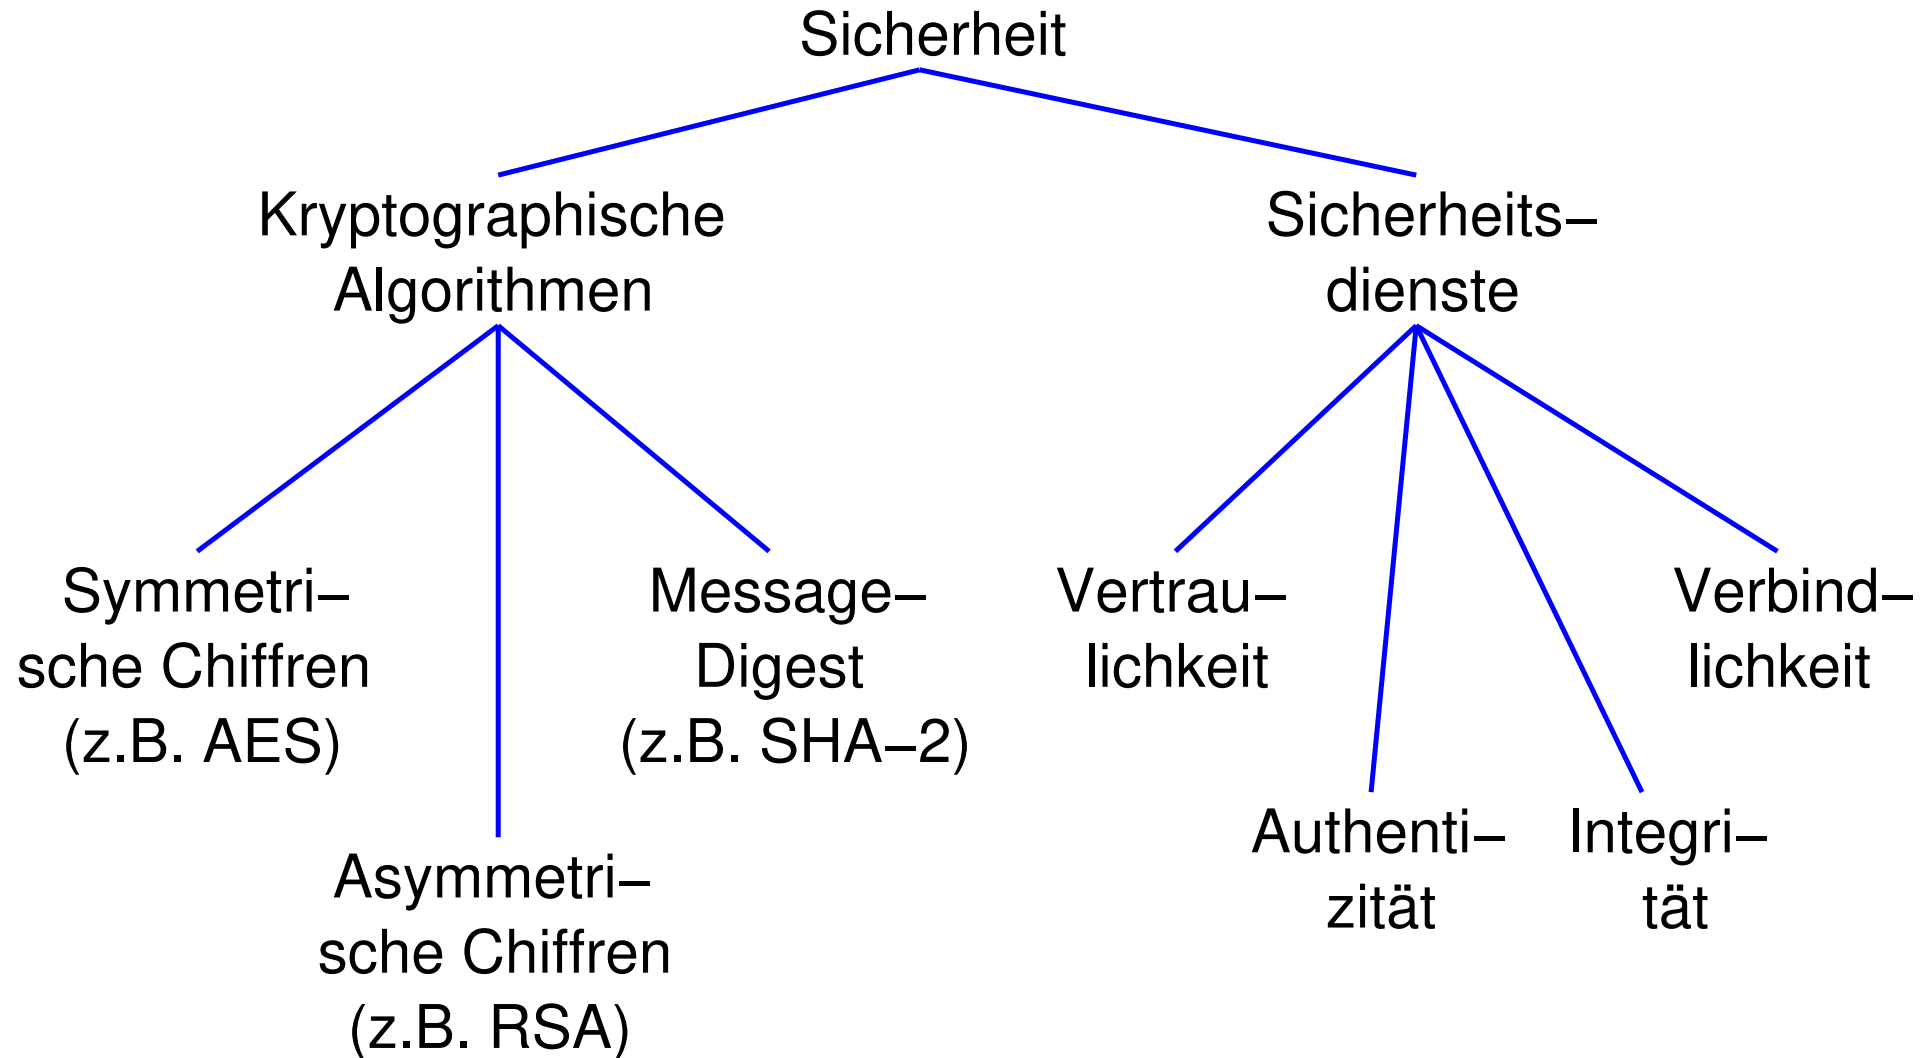 Sicherheit
Kryptographische
Algorithmen
Sicherheits–
dienste
Symmetri–
sche Chiffren
(z.B. AES)
Asymmetri–
sche Chiffren
(z.B. RSA)
Message–
Digest
(z.B. SHA–2)
Vertrau–
lichkeit
Authenti–
zität
Integri–
tät
Verbind–
lichkeit